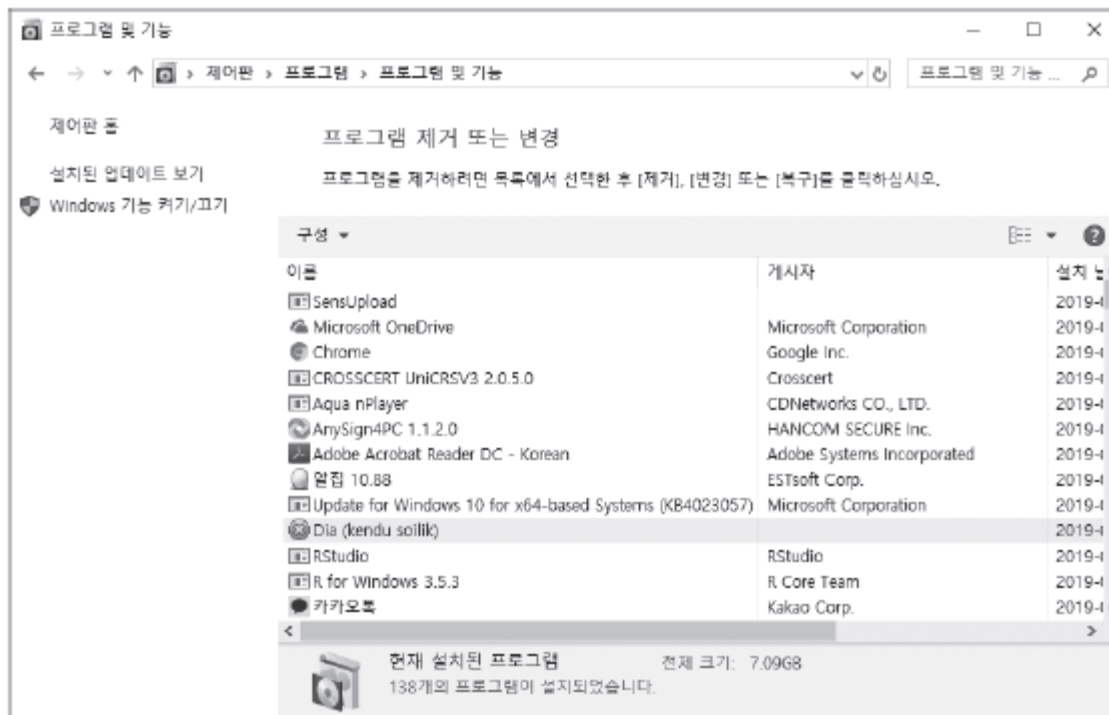 프로그램 및 기능
제어판 › 프로그램 › 프로그램 및 기능
프로그램 및 기능 ...
제어판 홈
설치된 업데이트 보기
Windows 기능 켜기/끄기
프로그램 제거 또는 변경
프로그램을 제거하려면 목록에서 선택한 후 [제거], [변경] 또는 [복구]를 클릭하십시오.
구성
이름 게시자 설치
SensUpload 2019-
Microsoft OneDrive Microsoft Corporation 2019-
Chrome Google Inc. 2019-
CROSSCERT UniCRSV3 2.0.5.0 Crosscert 2019-
Aqua nPlayer CDNetworks CO., LTD. 2019-
AnySign4PC 1.1.2.0 HANCOM SECURE Inc. 2019-
Adobe Acrobat Reader DC - Korean Adobe Systems Incorporated 2019-
알집 10.88 ESTsoft Corp. 2019-
Update for Windows 10 for x64-based Systems (KB4023057) Microsoft Corporation 2019-
Dia (kendu soilik) 2019-
RStudio RStudio 2019-
R for Windows 3.5.3 R Core Team 2019-
카카오톡 Kakao Corp. 2019-
현재 설치된 프로그램 전체 크기: 7.09GB
138개의 프로그램이 설치되었습니다.